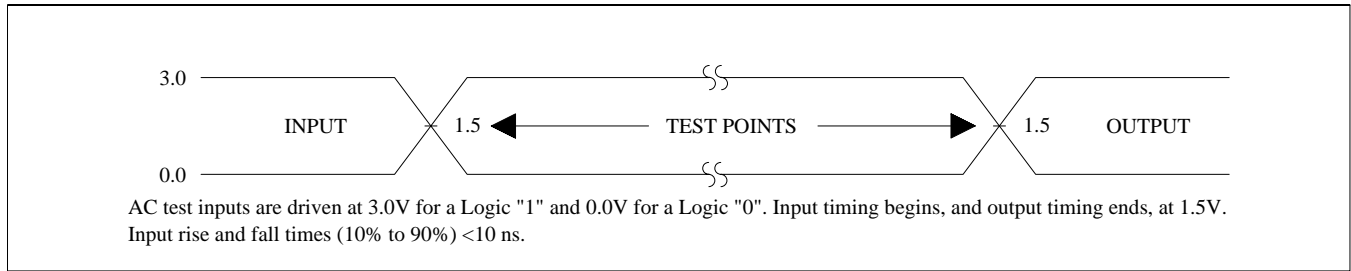 3.0
INPUT 1.5 TEST POINTS 1.5 OUTPUT
0.0
AC test inputs are driven at 3.0V for a Logic "1" and 0.0V for a Logic "0". Input timing begins, and output timing ends, at 1.5V.
Input rise and fall times (10% to 90%) <10 ns.